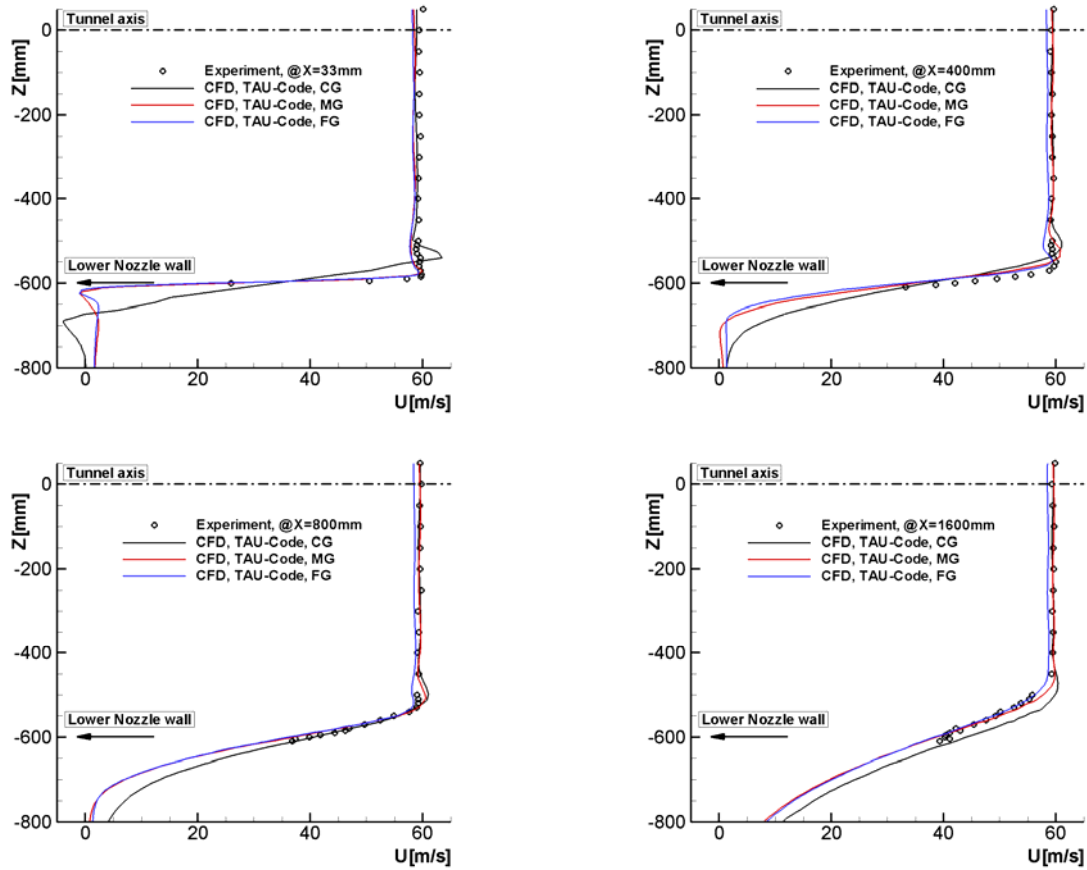 Tunnel axis
0
Experiment, @X=33mm
CFD, TAU-Code, CG
CFD, TAU-Code, MG
CFD, TAU-Code, FG
-200
-400
Lower Nozzle wall
-600
-800
Z[mm]
0 20 40 60
U[m/s]
Tunnel axis
0
Experiment, @X=400mm
CFD, TAU-Code, CG
CFD, TAU-Code, MG
CFD, TAU-Code, FG
-200
-400
Lower Nozzle wall
-600
-800
Z[mm]
0 20 40 60
U[m/s]
Tunnel axis
0
Experiment, @X=800mm
CFD, TAU-Code, CG
CFD, TAU-Code, MG
CFD, TAU-Code, FG
-200
-400
Lower Nozzle wall
-600
-800
Z[mm]
0 20 40 60
U[m/s]
Tunnel axis
0
Experiment, @X=1600mm
CFD, TAU-Code, CG
CFD, TAU-Code, MG
CFD, TAU-Code, FG
-200
-400
Lower Nozzle wall
-600
-800
Z[mm]
0 20 40 60
U[m/s]